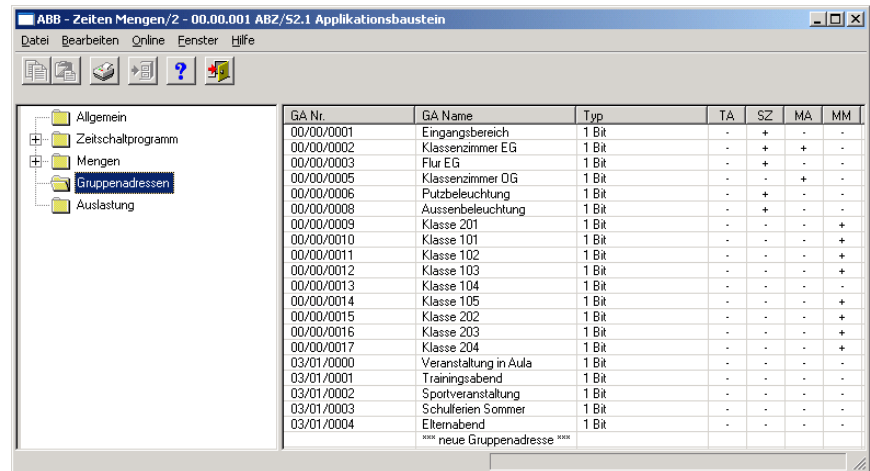 ABB - Zeiten Mengen/2 - 00.00.001 ABZ/S2.1 Applikationsbaustein
Datei Bearbeiten Online Fenster Hilfe
Allgemein
Zeitschaltprogramm
Mengen
Gruppenadressen
Auslastung
GA Nr. GA Name Typ TA SZ MA MM
00/00/0001 Eingangsbereich 1 Bit - + - -
00/00/0002 Klassenzimmer EG 1 Bit - + + -
00/00/0003 Flur EG 1 Bit - + - -
00/00/0005 Klassenzimmer OG 1 Bit - - + -
00/00/0006 Putzbeleuchtung 1 Bit - + - -
00/00/0008 Aussenbeleuchtung 1 Bit - + - -
00/00/0009 Klasse 201 1 Bit - - - +
00/00/0010 Klasse 101 1 Bit - - - +
00/00/0011 Klasse 102 1 Bit - - - +
00/00/0012 Klasse 103 1 Bit - - - +
00/00/0013 Klasse 104 1 Bit - - - -
00/00/0014 Klasse 105 1 Bit - - - +
00/00/0015 Klasse 202 1 Bit - - - +
00/00/0016 Klasse 203 1 Bit - - - +
00/00/0017 Klasse 204 1 Bit - - - +
03/01/0000 Veranstaltung in Aula 1 Bit - - - -
03/01/0001 Trainingsabend 1 Bit - - - -
03/01/0002 Sportveranstaltung 1 Bit - - - -
03/01/0003 Schulferien Sommer 1 Bit - - - -
03/01/0004 Elternabend 1 Bit - - - -
*** neue Gruppenadresse ***